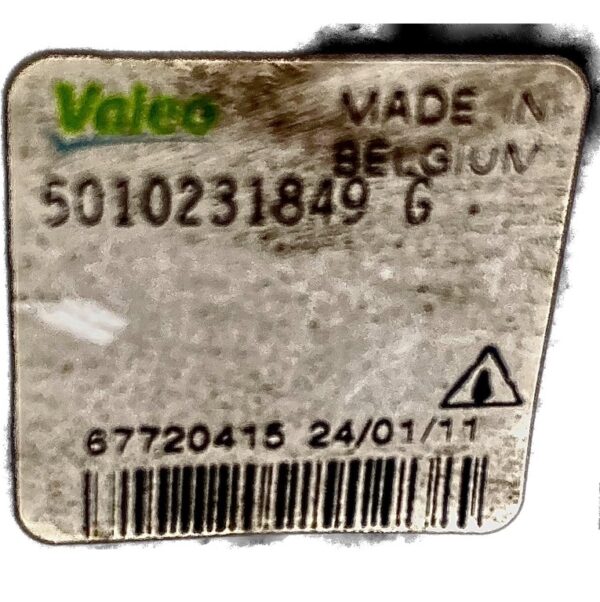 Valeo
MADE IN
BELGIUM
5010231849 G
67720415 24/01/11